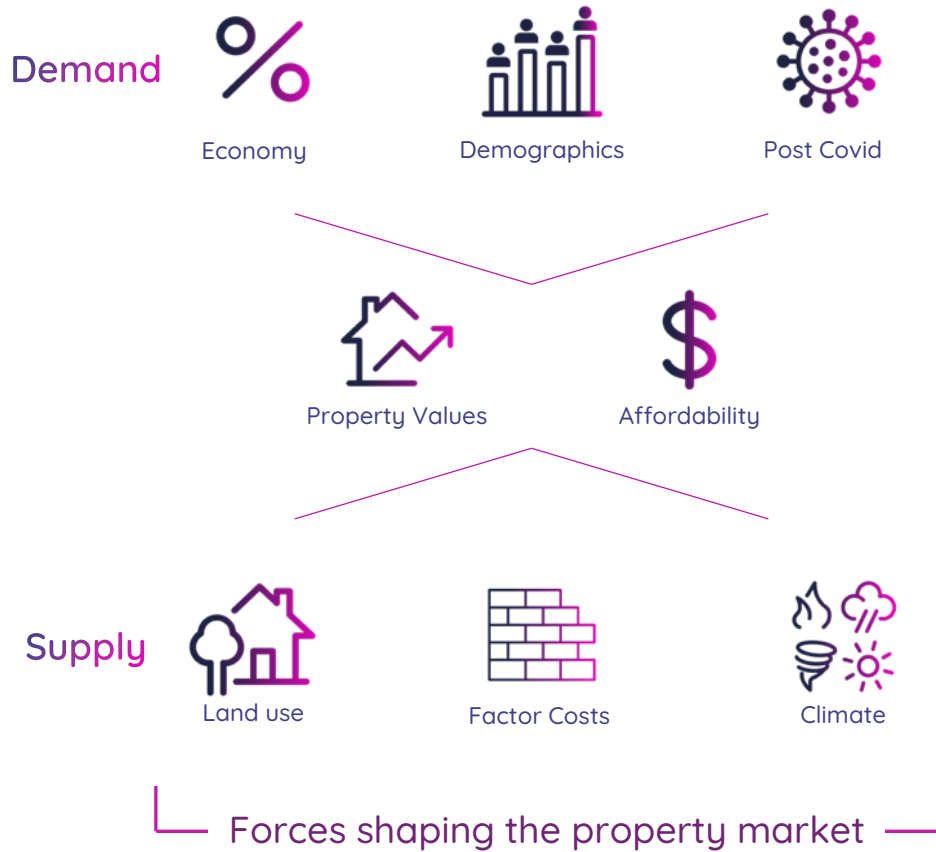 Demand
Economy
Demographics
Post Covid
Property Values
Affordability
Supply
Land use
Factor Costs
Climate
Forces shaping the property market